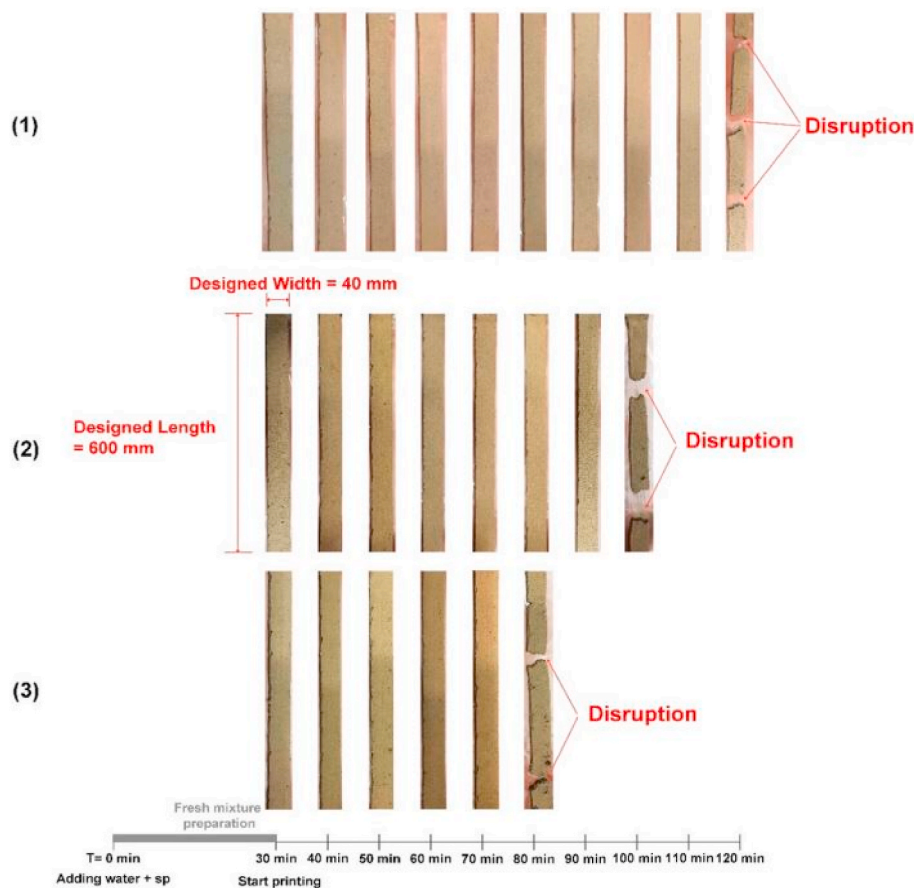 (1)
Disruption
Designed Width = 40 mm
Designed Length
= 600 mm
(2)
Disruption
(3)
Disruption
Fresh mixture
preparation
T= 0 min 30 min 40 min 50 min 60 min 70 min 80 min 90 min 100 min 110 min 120 min
Adding water + sp Start printing